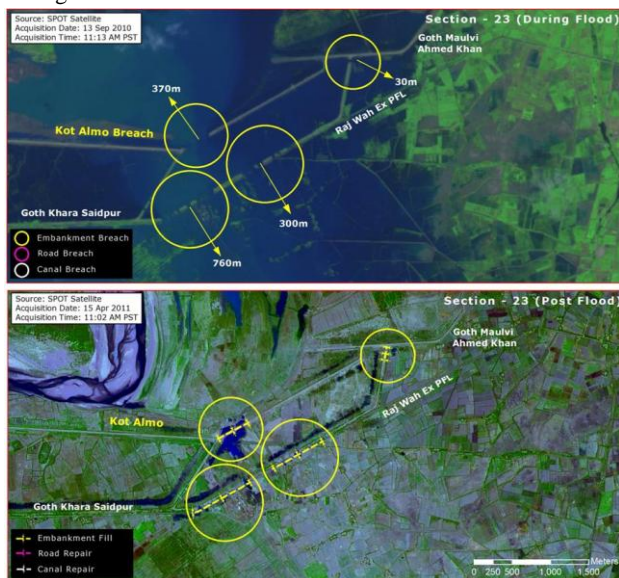 Source: SPOT Satellite
Acquisition Date: 13 Sep 2010
Acquisition Time: 11:13 AM PST
Section - 23 (During Flood)
Goth Maulvi
Ahmed Khan
30m
370m
Raj Wah Ex PFL
Kot Almo Breach
300m
Goth Khara Saidpur
760m
Embankment Breach
Road Breach
Canal Breach
Source: SPOT Satellite
Acquisition Date: 15 Apr 2011
Acquisition Time: 11:02 AM PST
Section - 23 (Post Flood)
Goth Maulvi
Ahmed Khan
Raj Wah Ex PFL
Kot Almo
Goth Khara Saidpur
Embankment Fill
Road Repair
Canal Repair
Meters
0 250 500 1,000 1,500